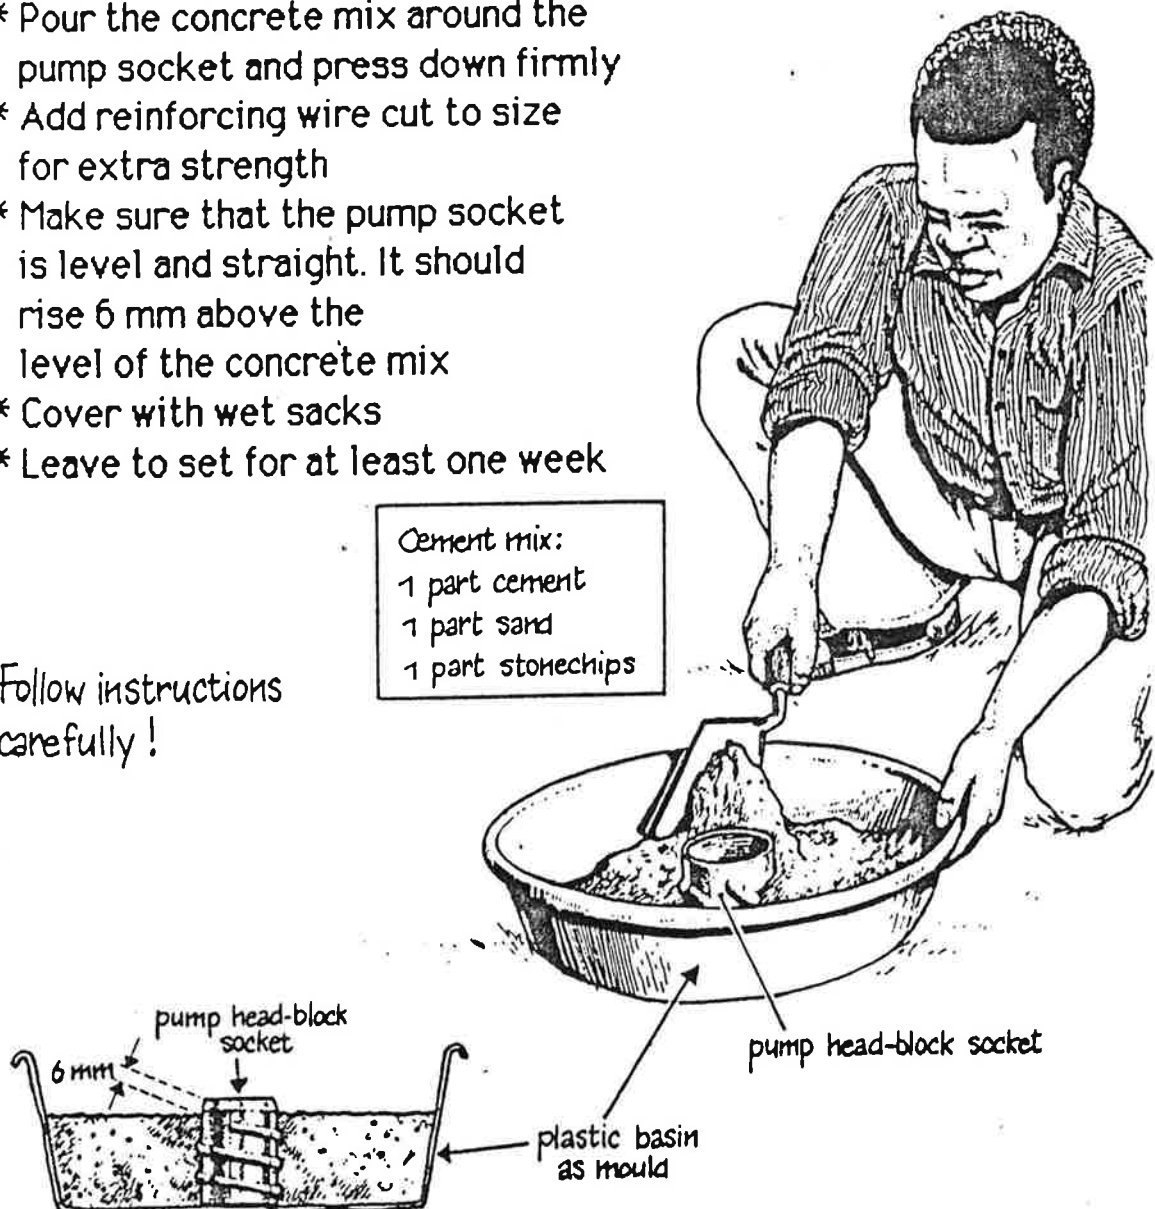 * Pour the concrete mix around the
pump socket and press down firmly
* Add reinforcing wire cut to size
for extra strength
* Make sure that the pump socket
is level and straight. It should
rise 6 mm above the
level of the concrete mix
* Cover with wet sacks
* Leave to set for at least one week
Cement mix:
1 part cement
1 part sand
1 part stonechips
Follow instructions
carefully !
pump head-block
socket
6 mm
pump head-block socket
plastic basin
as mould